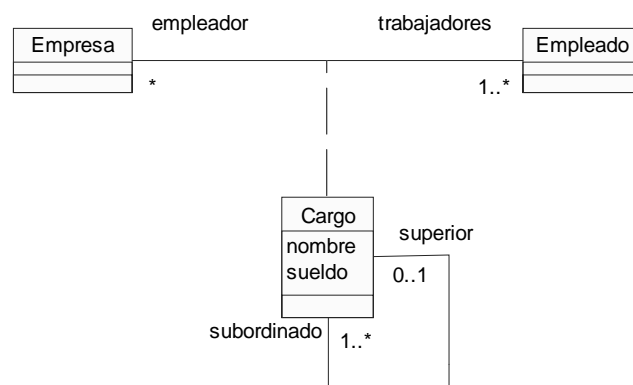 empleador
trabajadores
Empresa
Empleado
*
1..*
Cargo
nombre
sueldo
superior
0..1
subordinado
1..*